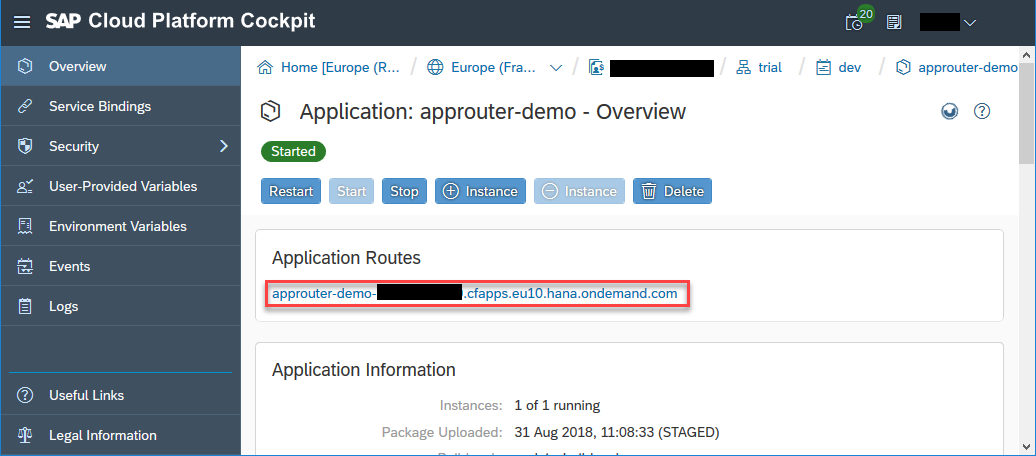 SAP Cloud Platform Cockpit
20
Overview
Service Bindings
Security
User-Provided Variables
Environment Variables
Events
Logs
Useful Links
Legal Information
Home [Europe (R... / Europe (Fra... / / trial / dev / approuter-demo
Application: approuter-demo - Overview
Started
Restart Start Stop Instance Instance Delete
Application Routes
approuter-demo- .cfapps.eu10.hana.ondemand.com
Application Information
Instances: 1 of 1 running
Package Uploaded: 31 Aug 2018, 11:08:33 (STAGED)